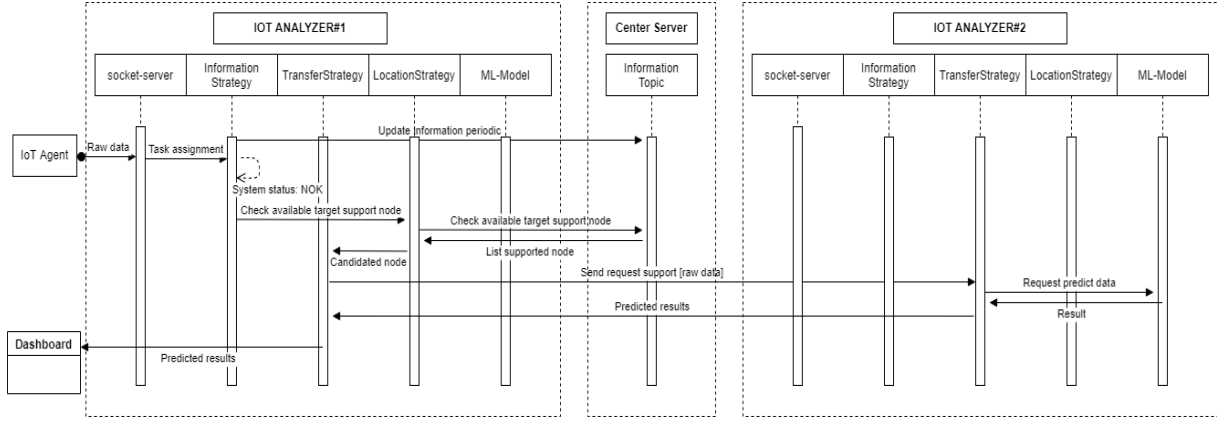 IOT ANALYZER#1
Center Server
IOT ANALYZER#2
socket-server
Information
Strategy
TransferStrategy
LocationStrategy
ML-Model
Information
Topic
socket-server
Information
Strategy
TransferStrategy
LocationStrategy
ML-Model
Update Information periodic
IoT Agent
Raw data
Task assignment
System status: NOK
Check available target support node
Check available target support node
List supported node
Candidated node
Send request support [raw data]
Request predict data
Predicted results
Result
Dashboard
Predicted results